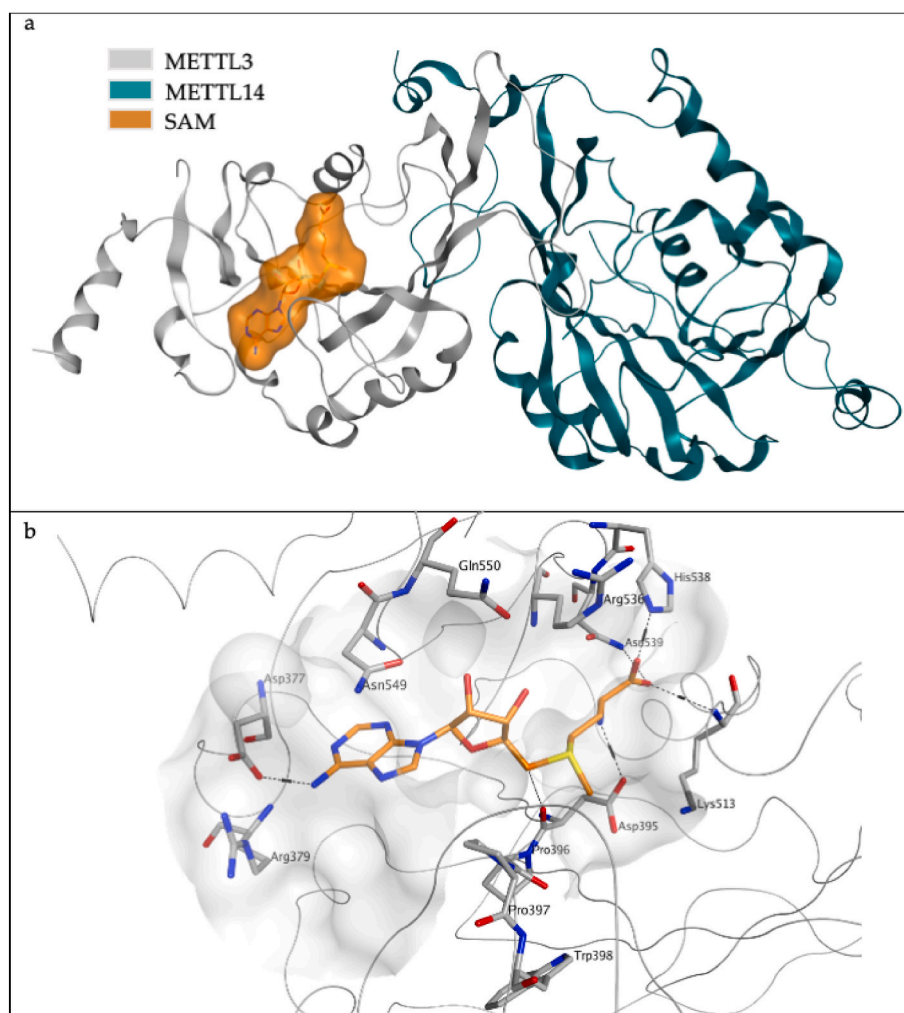 a
METTL3
METTL14
SAM
b
Gln550
His538
Arg536
Asn539
Asp377
Asn549
Lys513
Asp395
Arg379
Pro396
Pro397
Trp398